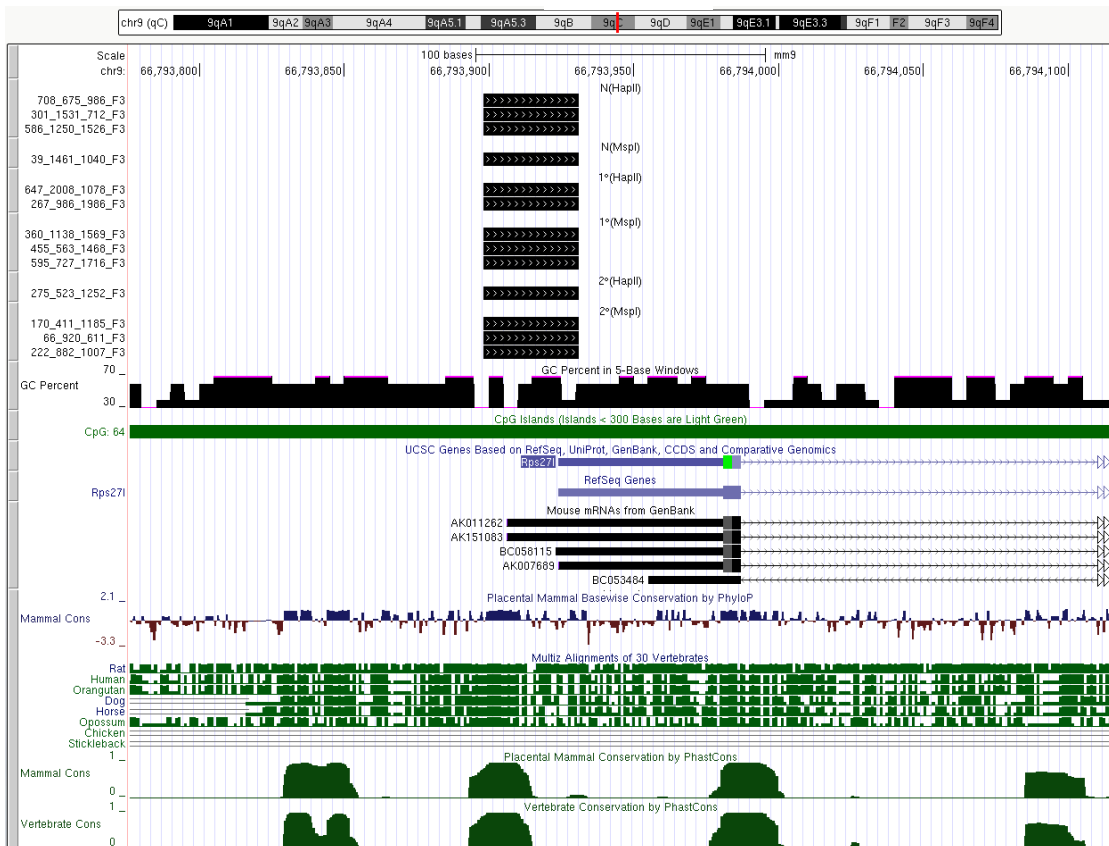 chr9 (qC) 9qA1 9qA2 9qA3 9qA4 9qA5.1 9qA5.3 9qB 9qC 9qD 9qE1 9qE3.1 9qE3.3 9qF1 F2 9qF3 9qF4
Scale 100 bases mm9
chr9: 66,793,800 66,793,850 66,793,900 66,793,950 66,794,000 66,794,050 66,794,100
N(HapII)
708_675_986_F3
301_1531_712_F3
586_1250_1526_F3
N(MspI)
39_1461_1040_F3
1°(HapII)
647_2008_1078_F3
267_986_1986_F3
1°(MspI)
360_1138_1569_F3
455_563_1468_F3
595_727_1716_F3
2°(HapII)
275_523_1252_F3
2°(MspI)
170_411_1185_F3
66_920_611_F3
222_882_1007_F3
GC Percent in 5-Base Windows
70 _
GC Percent
30 _
CpG Islands (Islands < 300 Bases are Light Green)
CpG: 64
UCSC Genes Based on RefSeq, UniProt, GenBank, CCDS and Comparative Genomics
Rps27l
RefSeq Genes
Rps27l
Mouse mRNAs from GenBank
AK011262
AK151083
BC058115
AK007689
BC053484
Placental Mammal Basewise Conservation by PhyloP
2.1 _
Mammal Cons
-3.3 _
Multiz Alignments of 30 Vertebrates
Rat
Human
Orangutan
Dog
Horse
Opossum
Chicken
Stickleback
Placental Mammal Conservation by PhastCons
1 _
Mammal Cons
0 _
Vertebrate Conservation by PhastCons
1 _
Vertebrate Cons
0